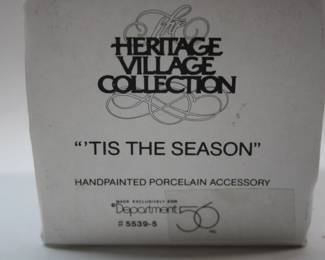 The
HERITAGE
VILLAGE
COLLECTION
“’TIS THE SEASON”
HANDPAINTED PORCELAIN ACCESSORY
MADE EXCLUSIVELY FOR
Department 56
# 5539-5